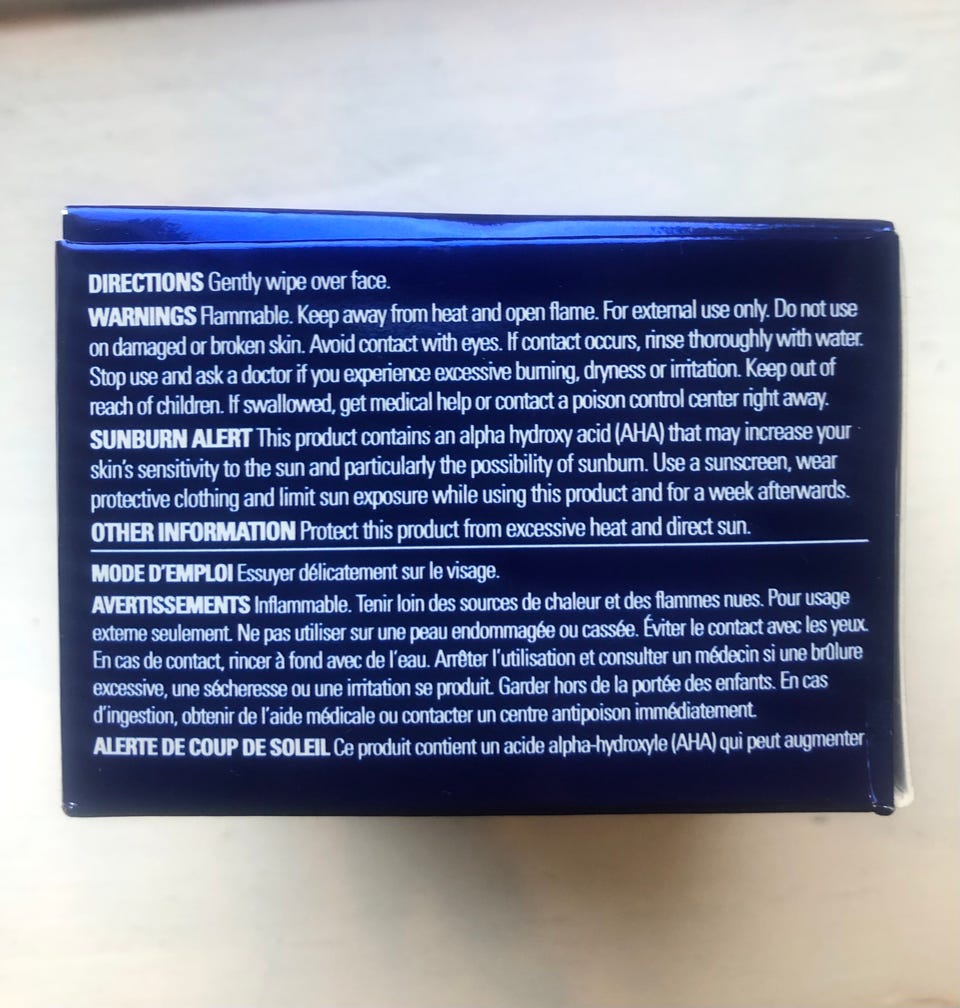 DIRECTIONS Gently wipe over face.
WARNINGS Flammable. Keep away from heat and open flame. For external use only. Do not use
on damaged or broken skin. Avoid contact with eyes. If contact occurs, rinse thoroughly with water.
Stop use and ask a doctor if you experience excessive burning, dryness or irritation. Keep out of
reach of children. If swallowed, get medical help or contact a poison control center right away.
SUNBURN ALERT This product contains an alpha hydroxy acid (AHA) that may increase your
skin's sensitivity to the sun and particularly the possibility of sunburn. Use a sunscreen, wear
protective clothing and limit sun exposure while using this product and for a week afterwards.
OTHER INFORMATION Protect this product from excessive heat and direct sun.
MODE D'EMPLOI Essuyer délicatement sur le visage.
AVERTISSEMENTS Inflammable. Tenir loin des sources de chaleur et des flammes nues. Pour usage
externe seulement. Ne pas utiliser sur une peau endommagée ou cassée. Éviter le contact avec les yeux.
En cas de contact, rincer à fond avec de l'eau. Arrêter l'utilisation et consulter un médecin si une brûlure
excessive, une sécheresse ou une irritation se produit. Garder hors de la portée des enfants. En cas
d'ingestion, obtenir de l'aide médicale ou contacter un centre antipoison immédiatement.
ALERTE DE COUP DE SOLEIL Ce produit contient un acide alpha-hydroxyle (AHA) qui peut augmenter